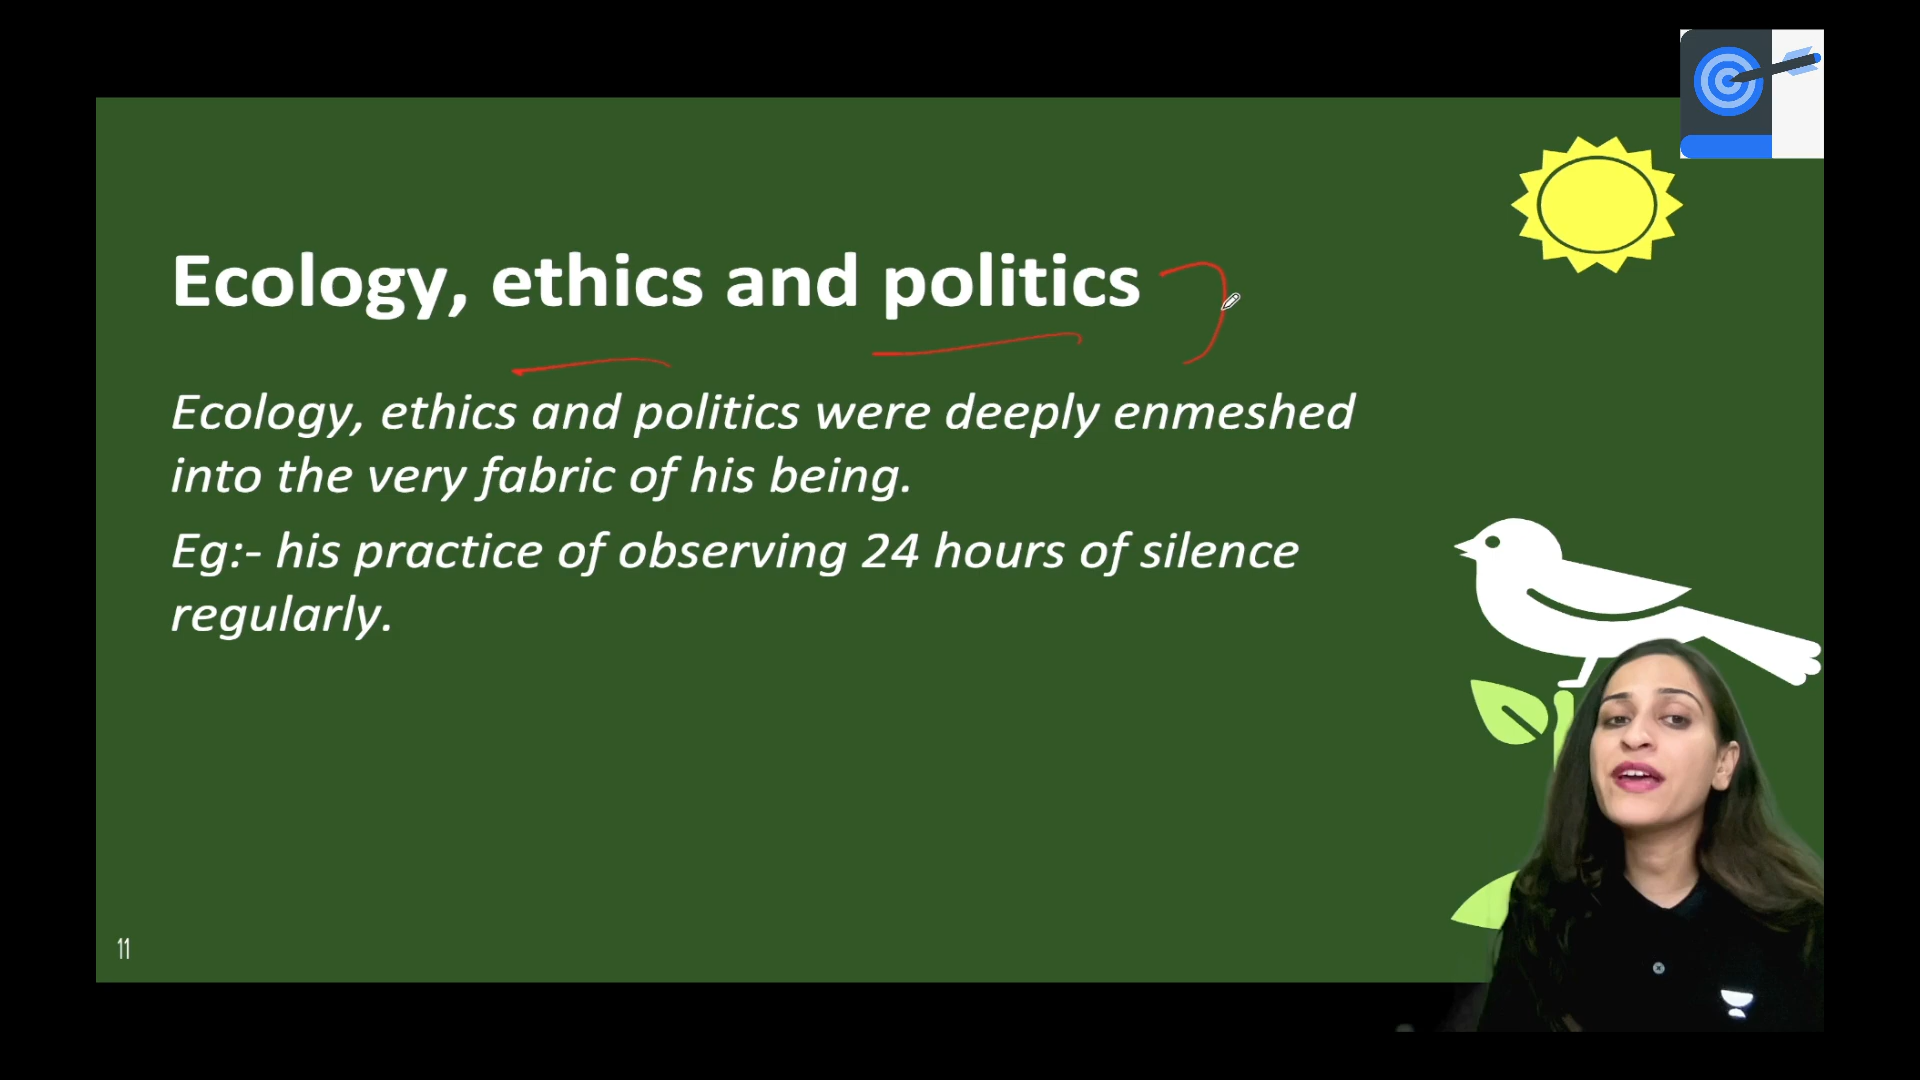 Ecology, ethics and politics
Ecology, ethics and politics were deeply enmeshed
into the very fabric of his being.
Eg:- his practice of observing 24 hours of silence
regularly.
11